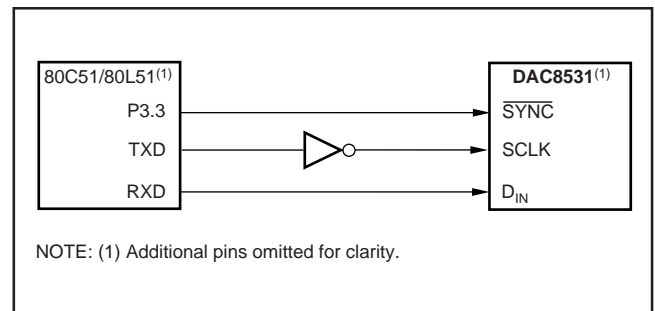 80C51/80L51(1)
DAC8531(1)
P3.3
SYNC
TXD
SCLK
RXD
DIN
NOTE: (1) Additional pins omitted for clarity.